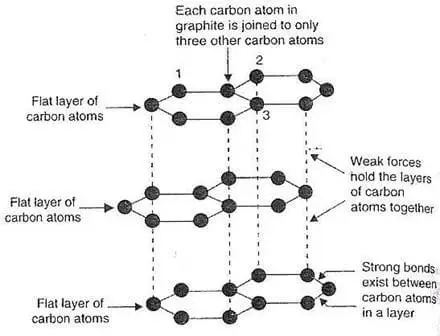 Each carbon atom in
graphite is joined to only
three other carbon atoms
1
2
3
Flat layer of
carbon atoms
Weak forces
hold the layers
of carbon
atoms together
Flat layer of
carbon atoms
Strong bonds
exist between
carbon atoms
in a layer
Flat layer of
carbon atoms